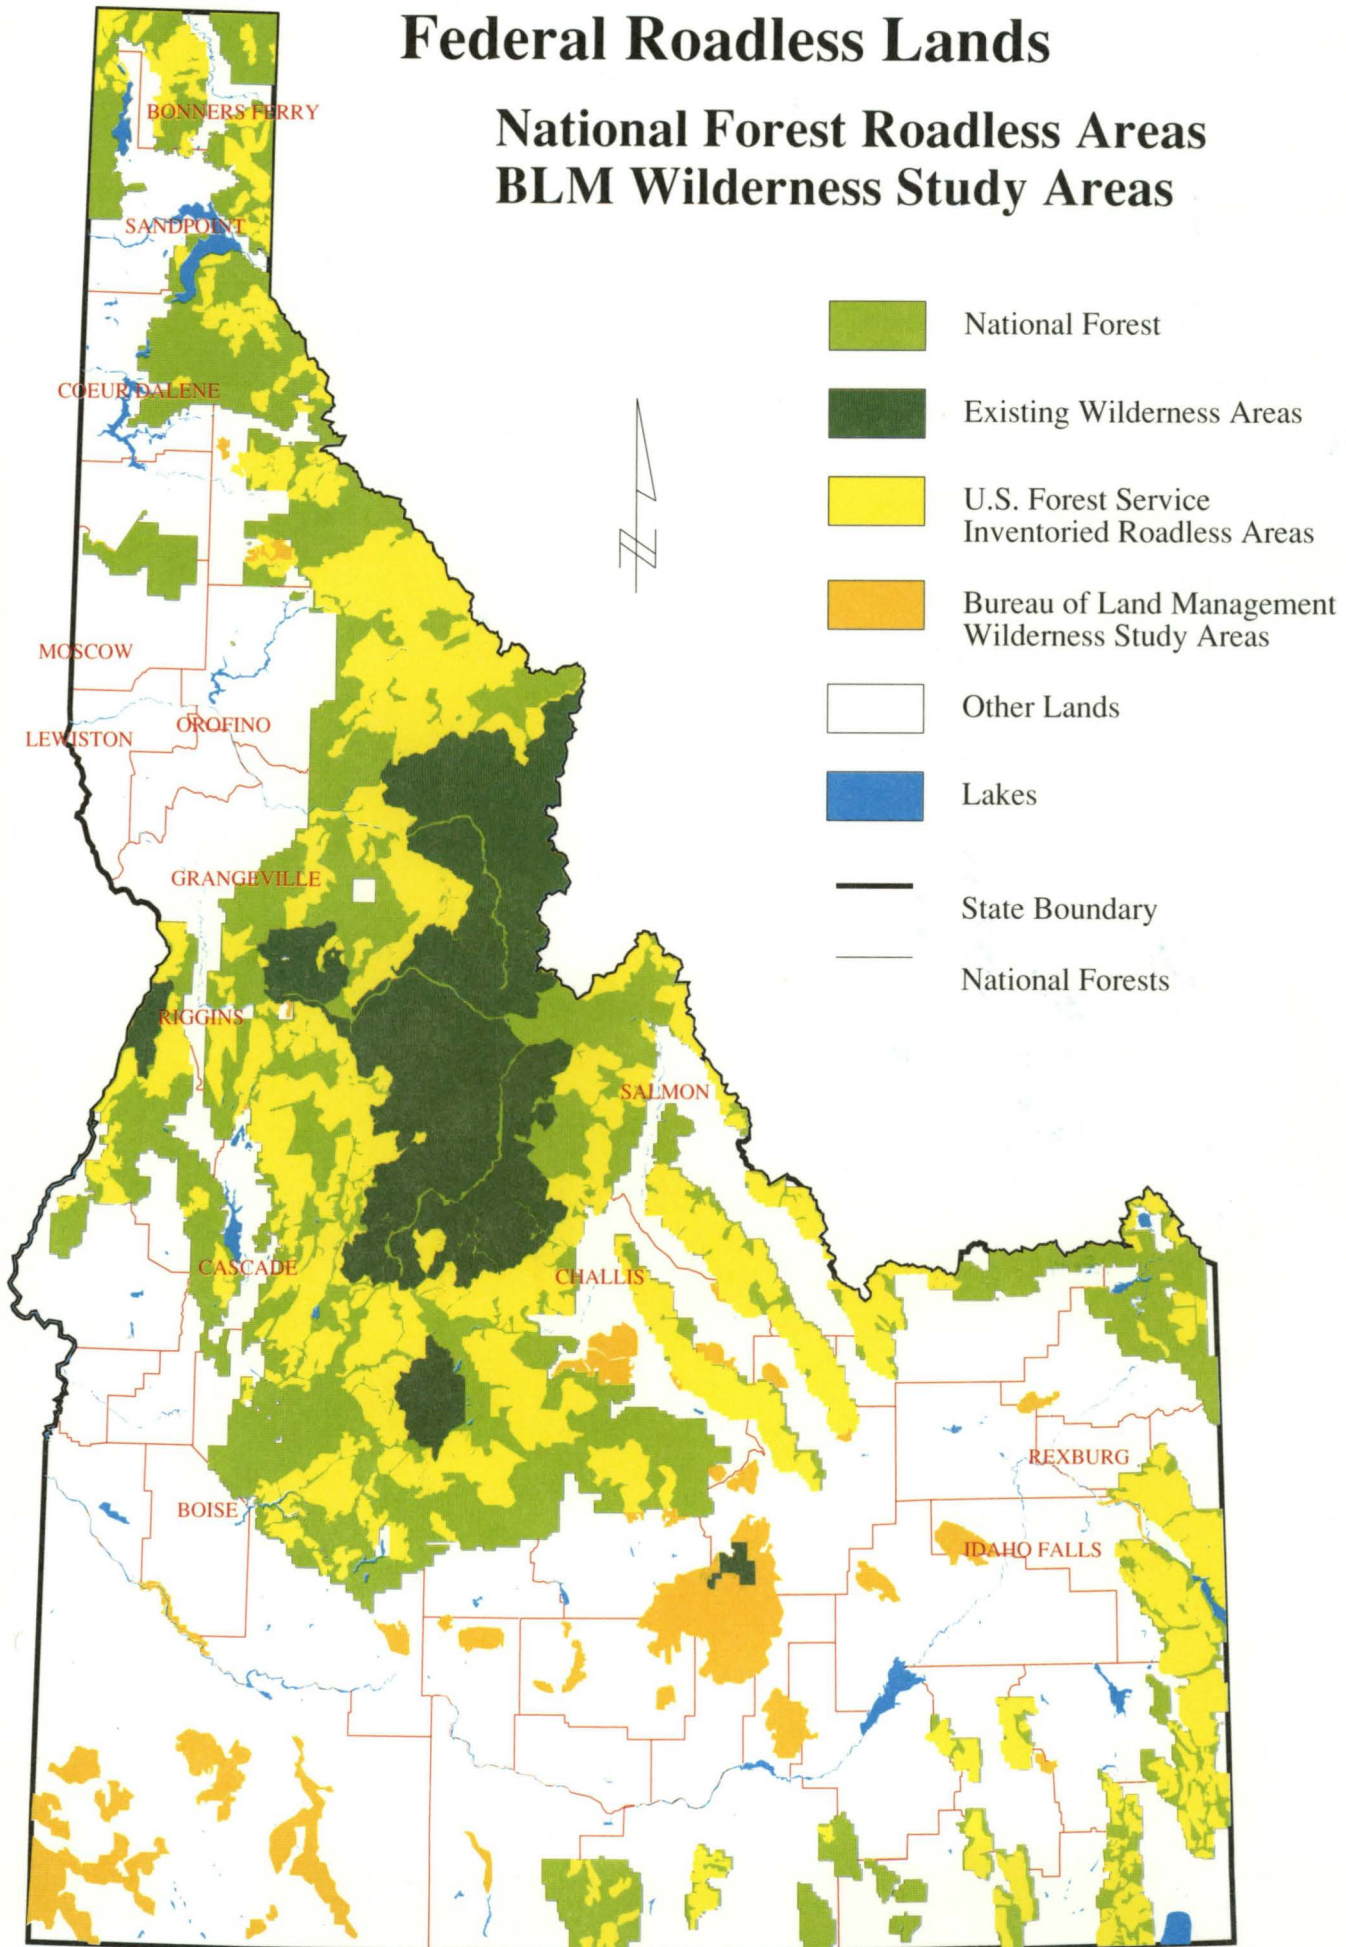 Federal Roadless Lands
National Forest Roadless Areas
BLM Wilderness Study Areas
National Forest
Existing Wilderness Areas
U.S. Forest Service
Inventoried Roadless Areas
Bureau of Land Management
Wilderness Study Areas
Other Lands
Lakes
State Boundary
National Forests
N
BONNERS FERRY
SANDPOINT
COEUR DALENE
MOSCOW
OROFINO
LEWISTON
GRANGEVILLE
RIGGINS
SALMON
CASCADE
CHALLIS
REXBURG
BOISE
IDAHO FALLS